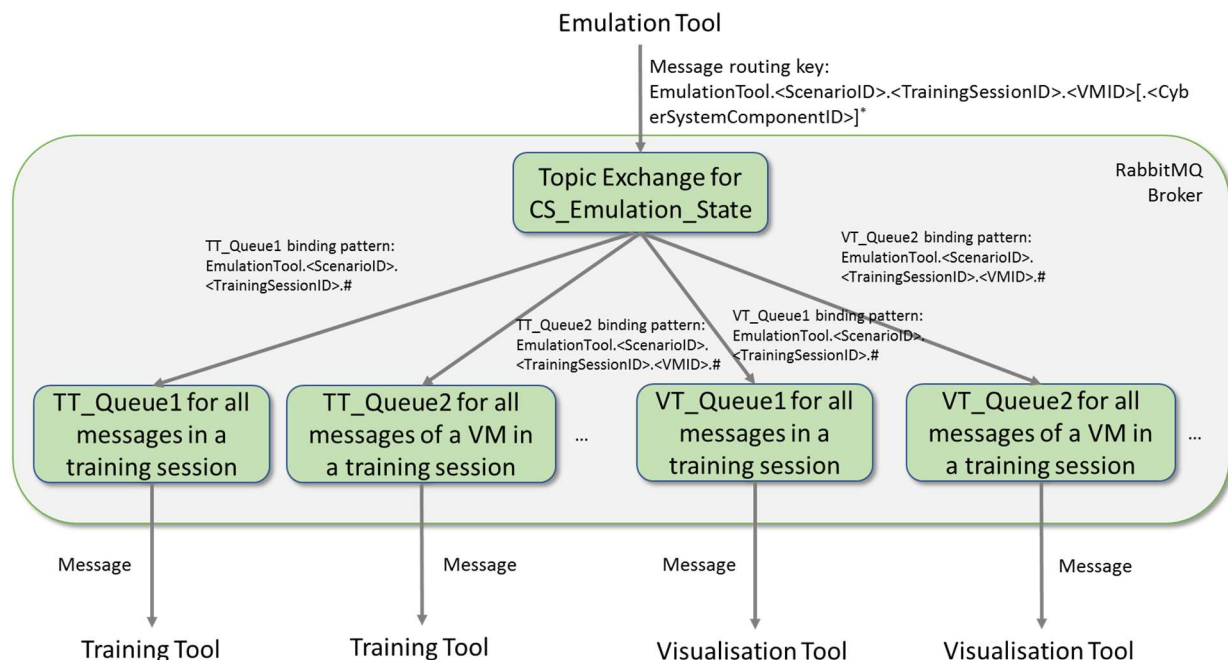 Emulation Tool
Message routing key:
EmulationTool.<ScenarioID>.<TrainingSessionID>.<VMID>[.<Cyb
erSystemComponentID>]*
RabbitMQ
Broker
Topic Exchange for
CS_Emulation_State
TT_Queue1 binding pattern:
EmulationTool.<ScenarioID>.
<TrainingSessionID>.#
VT_Queue2 binding pattern:
EmulationTool.<ScenarioID>.
<TrainingSessionID>.<VMID>.#
TT_Queue2 binding pattern:
EmulationTool.<ScenarioID>.
<TrainingSessionID>.<VMID>.#
VT_Queue1 binding pattern:
EmulationTool.<ScenarioID>.
<TrainingSessionID>.#
TT_Queue1 for all
messages in a
training session
TT_Queue2 for all
messages of a VM in
a training session
...
VT_Queue1 for all
messages in a
training session
VT_Queue2 for all
messages of a VM in
a training session
...
Message
Message
Message
Message
Training Tool
Training Tool
Visualisation Tool
Visualisation Tool